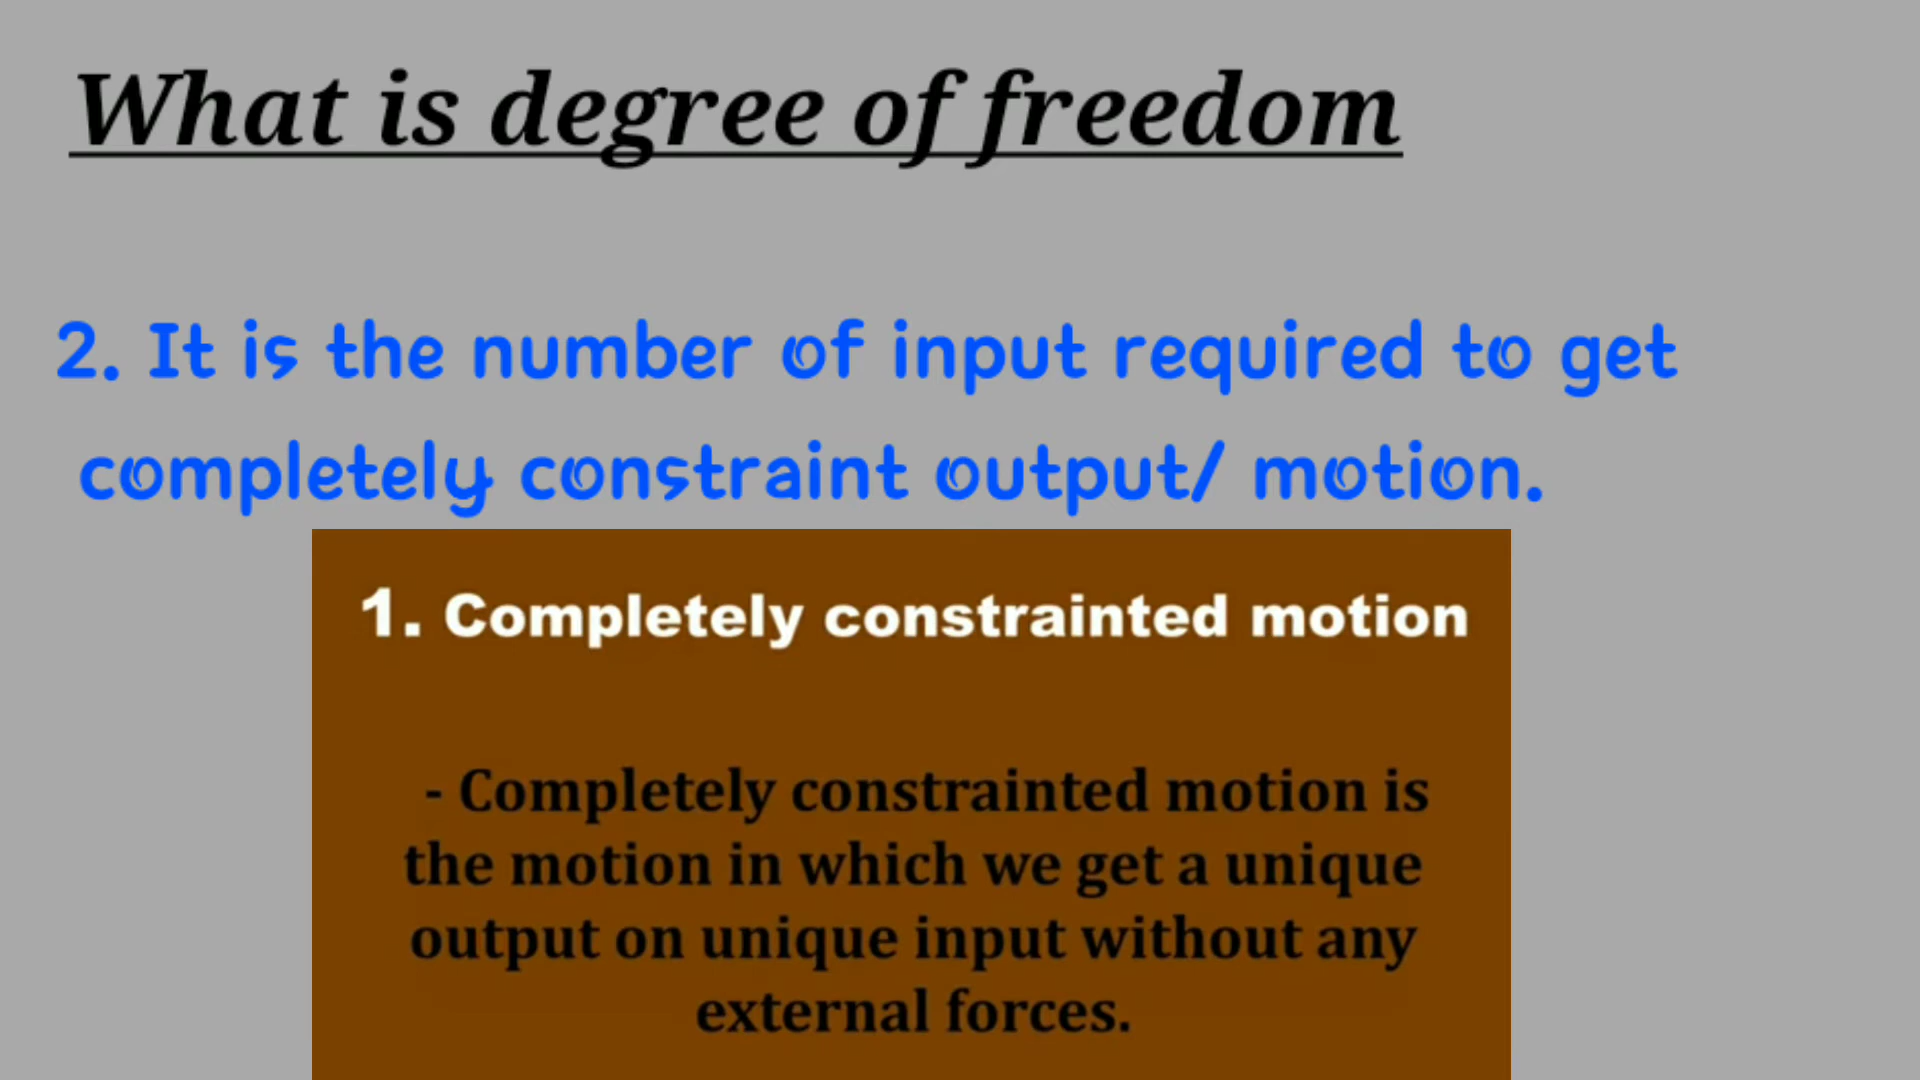 What is degree of freedom
2. It is the number of input required to get
completely constraint output/ motion.
1. Completely constrainted motion
- Completely constrainted motion is
the motion in which we get a unique
output on unique input without any
external forces.